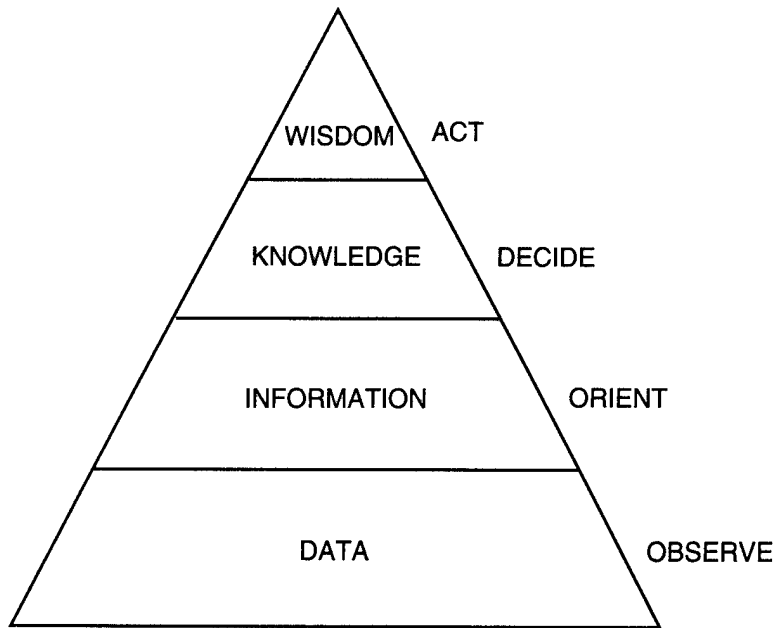 WISDOM ACT
KNOWLEDGE DECIDE
INFORMATION ORIENT
DATA OBSERVE